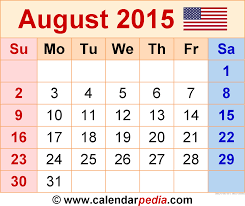 August 2015
Su Mo Tu We Th Fr Sa
1
2 3 4 5 6 7 8
9 10 11 12 13 14 15
16 17 18 19 20 21 22
23 24 25 26 27 28 29
30 31
www.calendarpedia.com